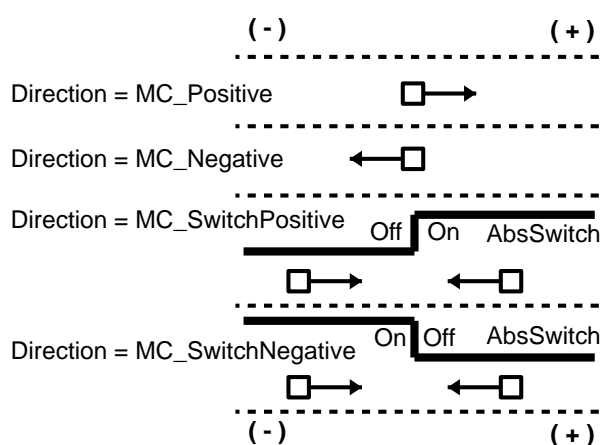 ( - ) ( + )
Direction = MC_Positive
Direction = MC_Negative
Direction = MC_SwitchPositive
Off On AbsSwitch
On Off AbsSwitch
Direction = MC_SwitchNegative
( - ) ( + )